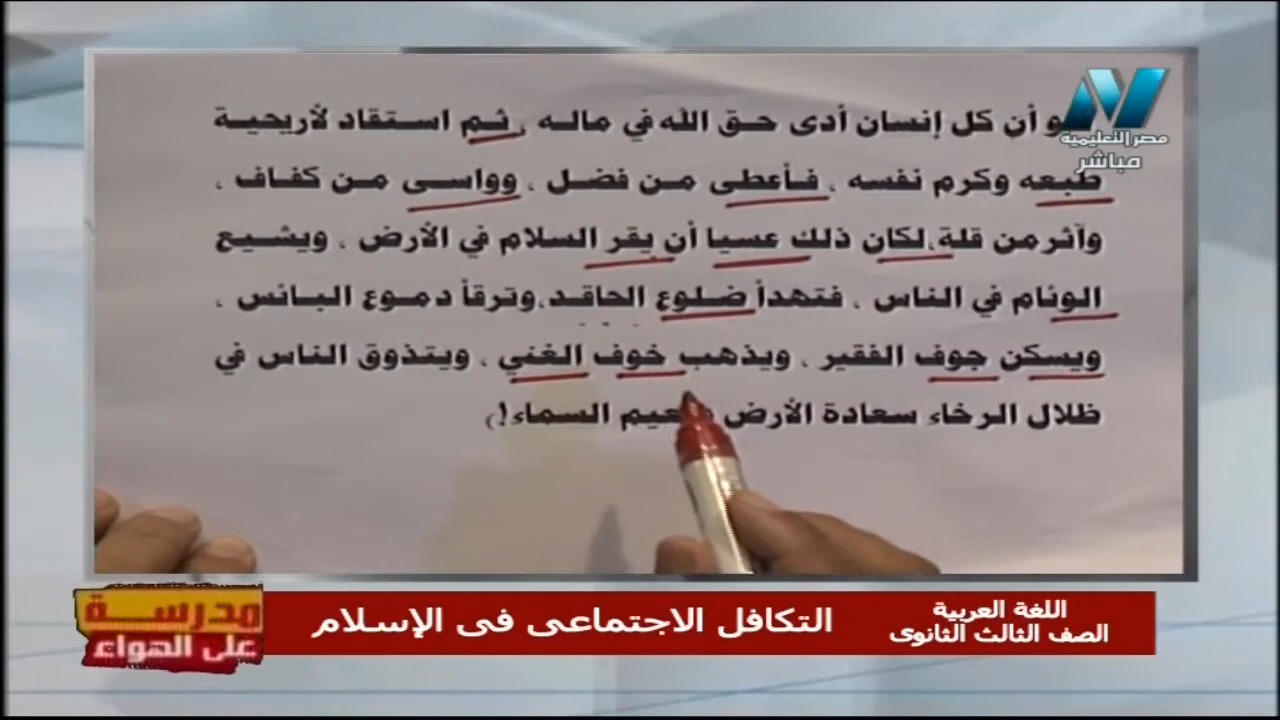 و أن كل إنسان أدى حق الله في ماله ، ثم استقاد لأريحية
طبعه وكرم نفسه ، فأعطى من فضل ، وواسى من كفاف ،
وآثر من قلة، لكان ذلك عسيا أن يقر السلام في الأرض ، ويشيع
الوئام في الناس ، فتهدأ ضلوع الحاقد، وترقأ دموع البائس ،
ويسكن جوف الفقير ، ويذهب خوف الغني ، ويتذوق الناس في
ظلال الرخاء سعادة الأرض السماء!)
مصر التعليمية
مباشر
اللغة العربية
الصف الثالث الثانوى
التكافل الاجتماعى فى الإسلام
مدرسة
على الهواء